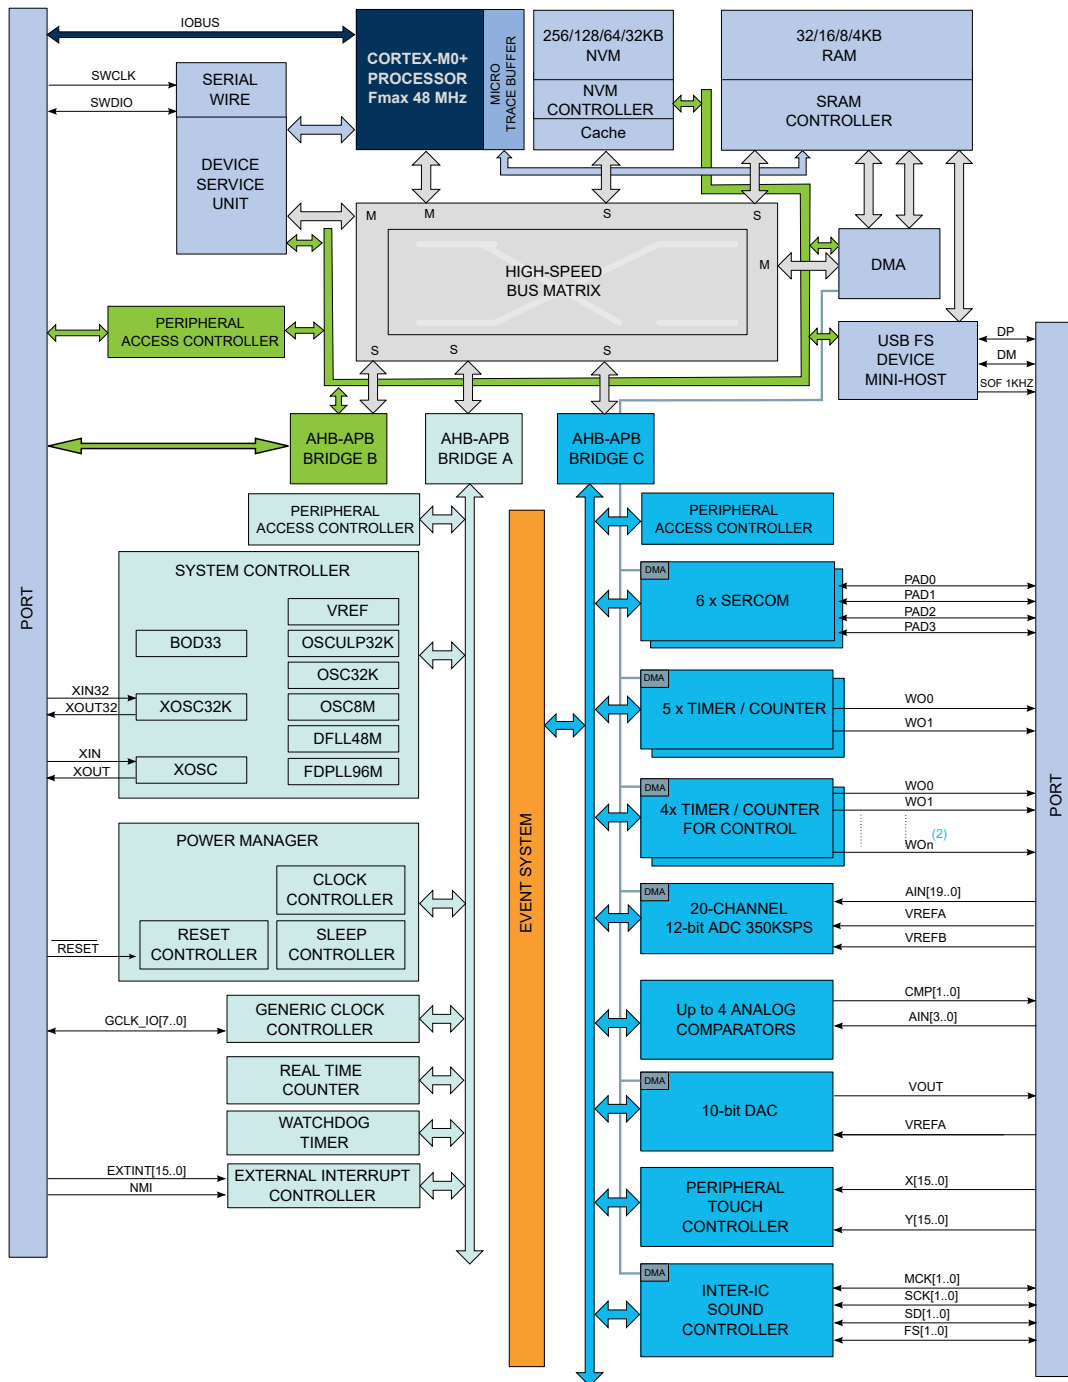 IOBUS
SWCLK
SWDIO
PORT
SERIAL
WIRE
DEVICE
SERVICE
UNIT
CORTEX-M0+
PROCESSOR
Fmax 48 MHz
MICRO
TRACE BUFFER
256/128/64/32KB
NVM
NVM
CONTROLLER
Cache
32/16/8/4KB
RAM
SRAM
CONTROLLER
M
M
S
S
M
HIGH-SPEED
BUS MATRIX
S
S
S
DMA
USB FS
DEVICE
MINI-HOST
DP
DM
SOF 1KHZ
PERIPHERAL
ACCESS CONTROLLER
AHB-APB
BRIDGE B
AHB-APB
BRIDGE A
AHB-APB
BRIDGE C
PERIPHERAL
ACCESS CONTROLLER
SYSTEM CONTROLLER
VREF
BOD33
OSCULP32K
OSC32K
XIN32
XOUT32
XOSC32K
OSC8M
DFLL48M
XIN
XOUT
XOSC
FDPLL96M
POWER MANAGER
CLOCK
CONTROLLER
RESET
RESET
CONTROLLER
SLEEP
CONTROLLER
GCLK_IO[7..0]
GENERIC CLOCK
CONTROLLER
REAL TIME
COUNTER
WATCHDOG
TIMER
EXTINT[15..0]
NMI
EXTERNAL INTERRUPT
CONTROLLER
EVENT SYSTEM
PERIPHERAL
ACCESS CONTROLLER
DMA
6 x SERCOM
PAD0
PAD1
PAD2
PAD3
DMA
5 x TIMER / COUNTER
WO0
WO1
DMA
4x TIMER / COUNTER
FOR CONTROL
WO0
WO1
(2)
WOn
DMA
20-CHANNEL
12-bit ADC 350KSPS
AIN[19..0]
VREFA
VREFB
Up to 4 ANALOG
COMPARATORS
CMP[1..0]
AIN[3..0]
DMA
10-bit DAC
VOUT
VREFA
PERIPHERAL
TOUCH
CONTROLLER
X[15..0]
Y[15..0]
DMA
INTER-IC
SOUND
CONTROLLER
MCK[1..0]
SCK[1..0]
SD[1..0]
FS[1..0]
PORT